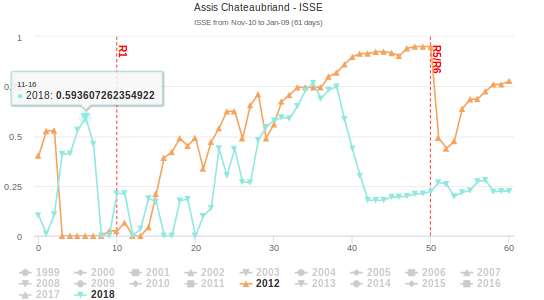 Assis Chateaubriand - ISSE
ISSE from Nov-10 to Jan-09 (61 days)
1
R1
R5/R6
11-16
2018: 0.593607262354922
0.
0.5
0.25
0
0 10 20 30 40 50 60
1999 2000 2001 2002 2003 2004 2005 2006 2007
2008 2009 2010 2011 2012 2013 2014 2015 2016
2017 2018